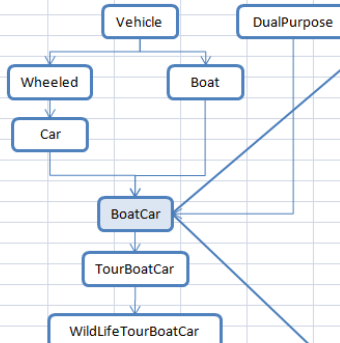 Vehicle
DualPurpose
Wheeled
Boat
Car
BoatCar
TourBoatCar
WildLifeTourBoatCar